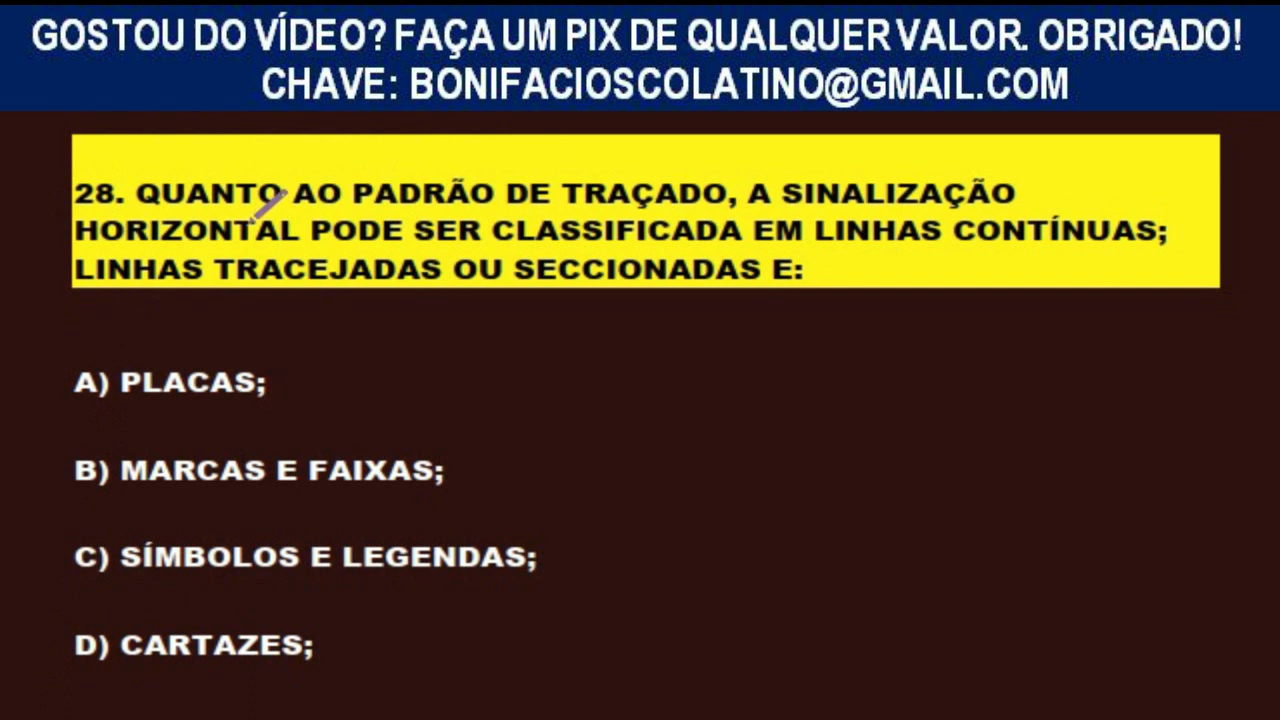 GOSTOU DO VÍDEO? FAÇA UM PIX DE QUALQUER VALOR. OBRIGADO!
CHAVE: BONIFACIOSCOLATINO@GMAIL.COM
28. QUANTO AO PADRÃO DE TRAÇADO, A SINALIZAÇÃO
HORIZONTAL PODE SER CLASSIFICADA EM LINHAS CONTÍNUAS;
LINHAS TRACEJADAS OU SECCIONADAS E:
A) PLACAS;
B) MARCAS E FAIXAS;
C) SÍMBOLOS E LEGENDAS;
D) CARTAZES;